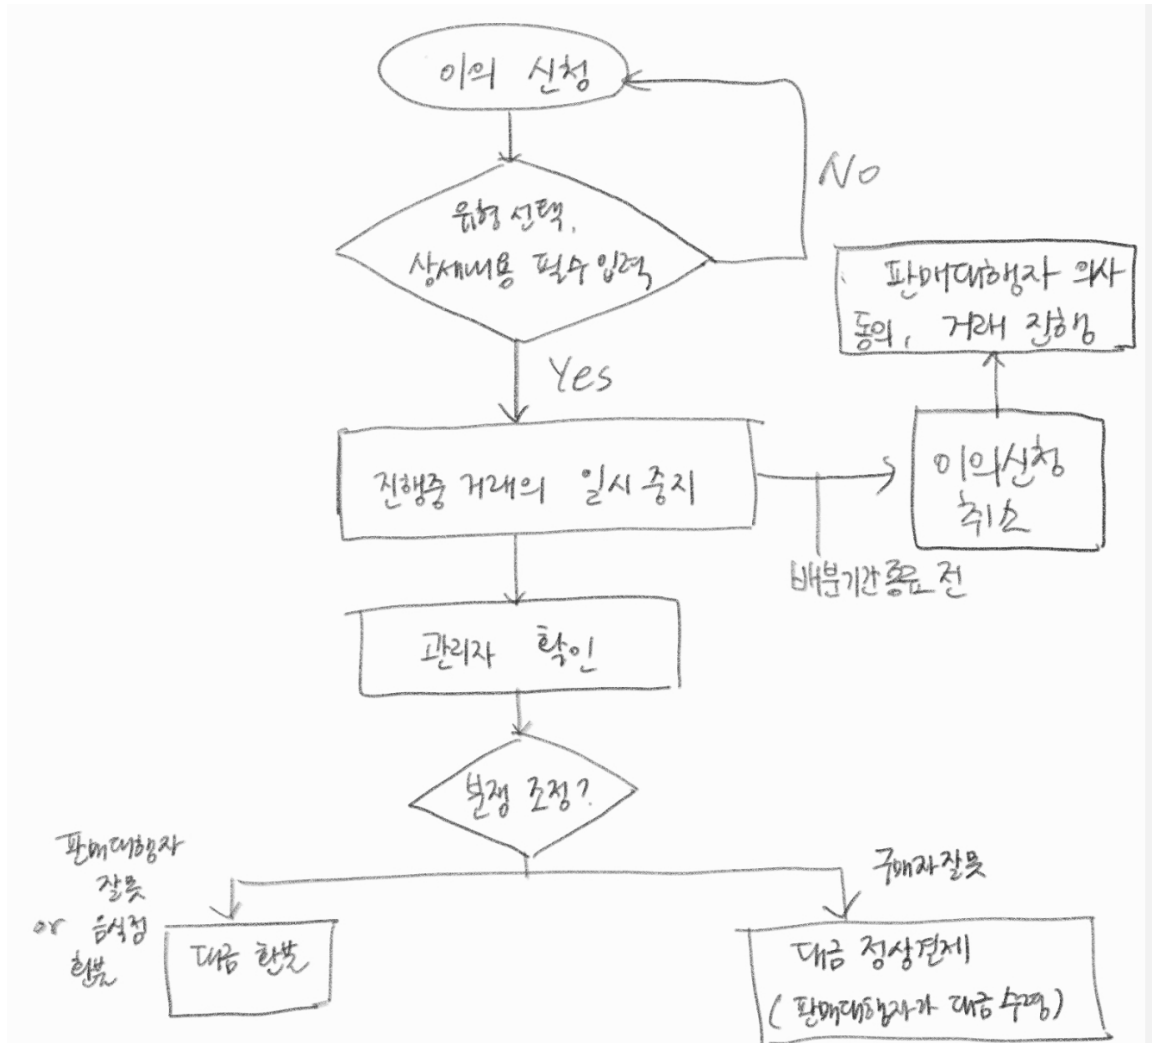 이의 신청
No
유형 선택,
상세내용 필수입력
판매대행자 의사
동의, 거래 진행
Yes
진행중 거래의 일시중지
이의신청
취소
배분기간종료 전
관리자 확인
분쟁 조정?
판매대행자
잘못
or 음식점
환불
대금 환불
구매자잘못
대금 정상결제
(판매대행자가 대금수령)